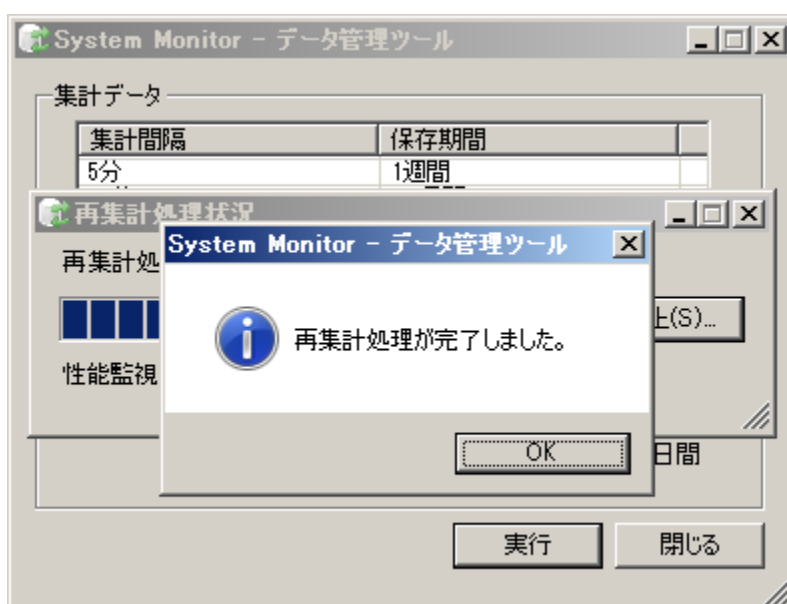 System Monitor - データ管理ツール
集計データ
集計間隔 保存期間
5分 1週間
再集計処理状況
再集計処
System Monitor - データ管理ツール
再集計処理が完了しました。
(S)...
性能監視
OK
日間
実行 閉じる